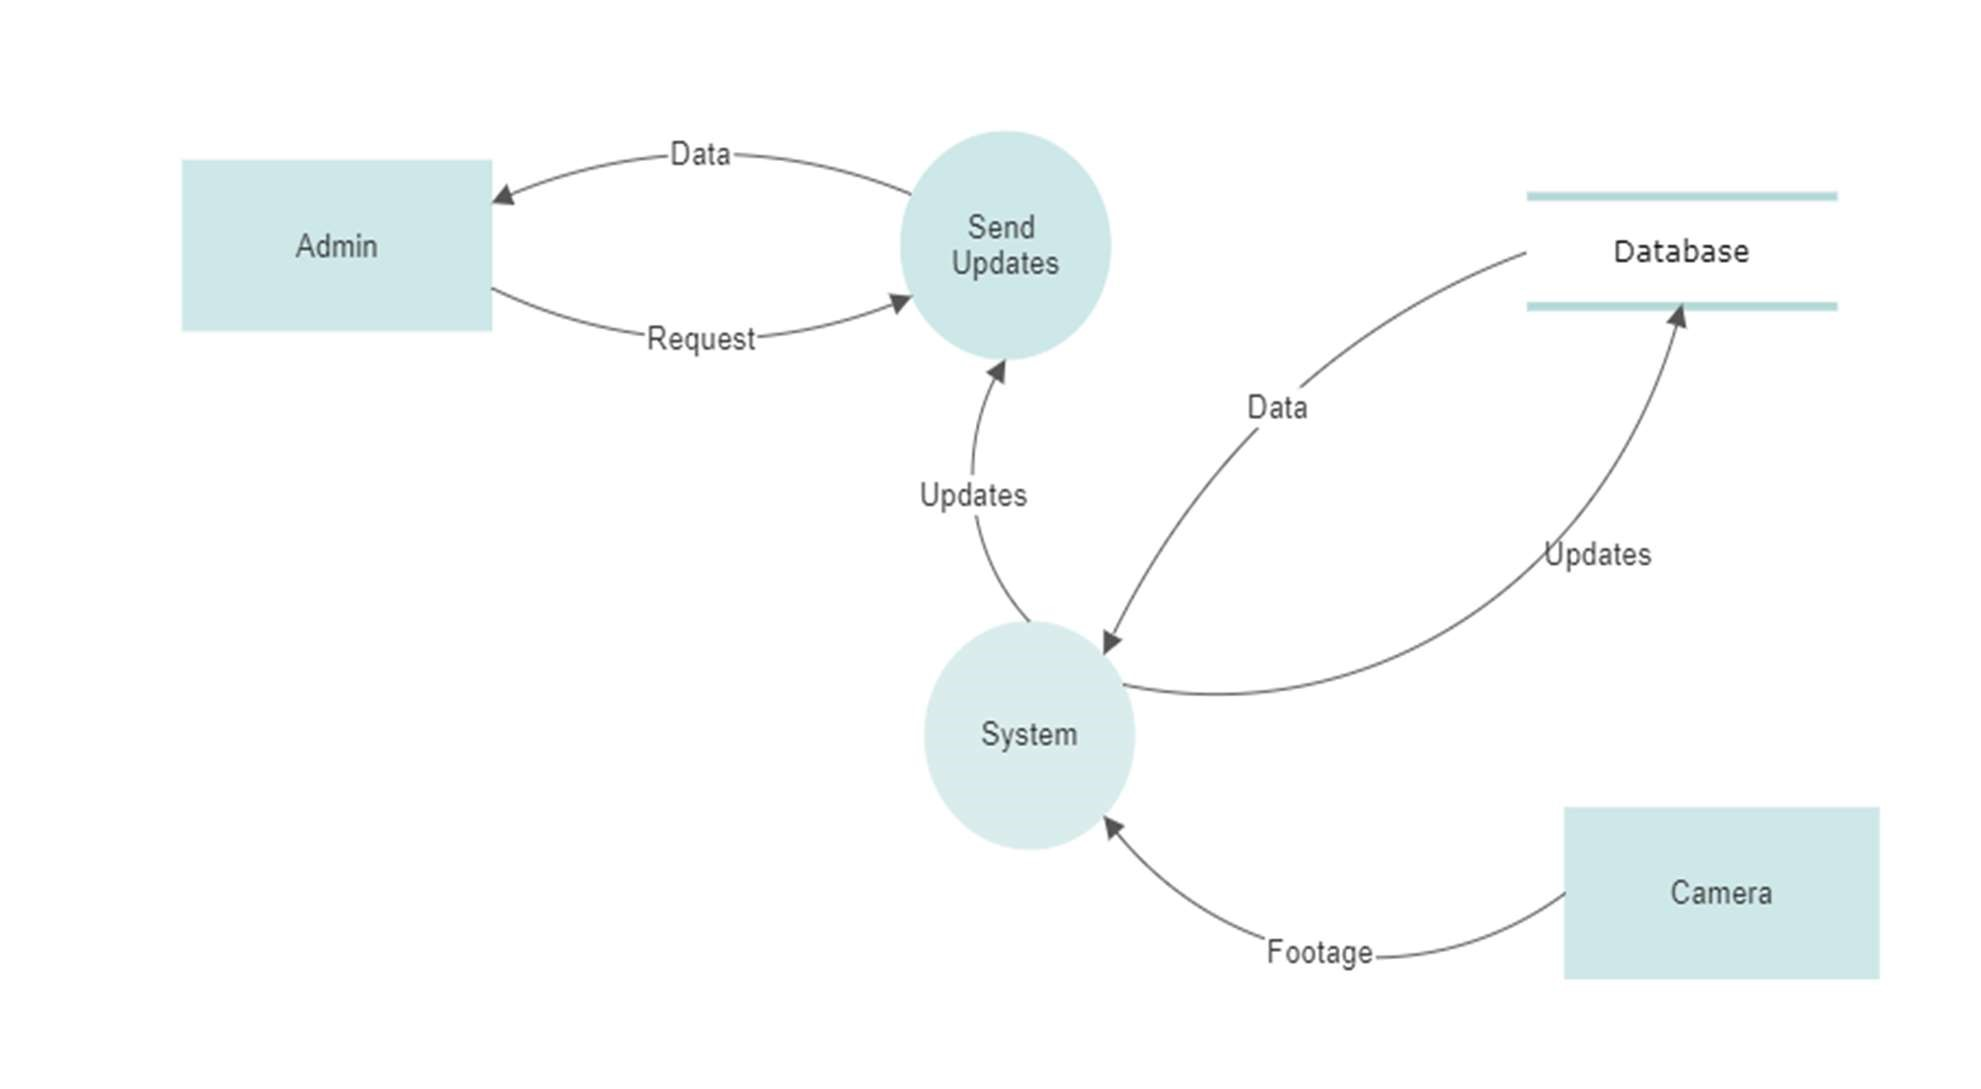 Data
Admin
Send
Updates
Database
Request
Data
Updates
Updates
System
Camera
Footage